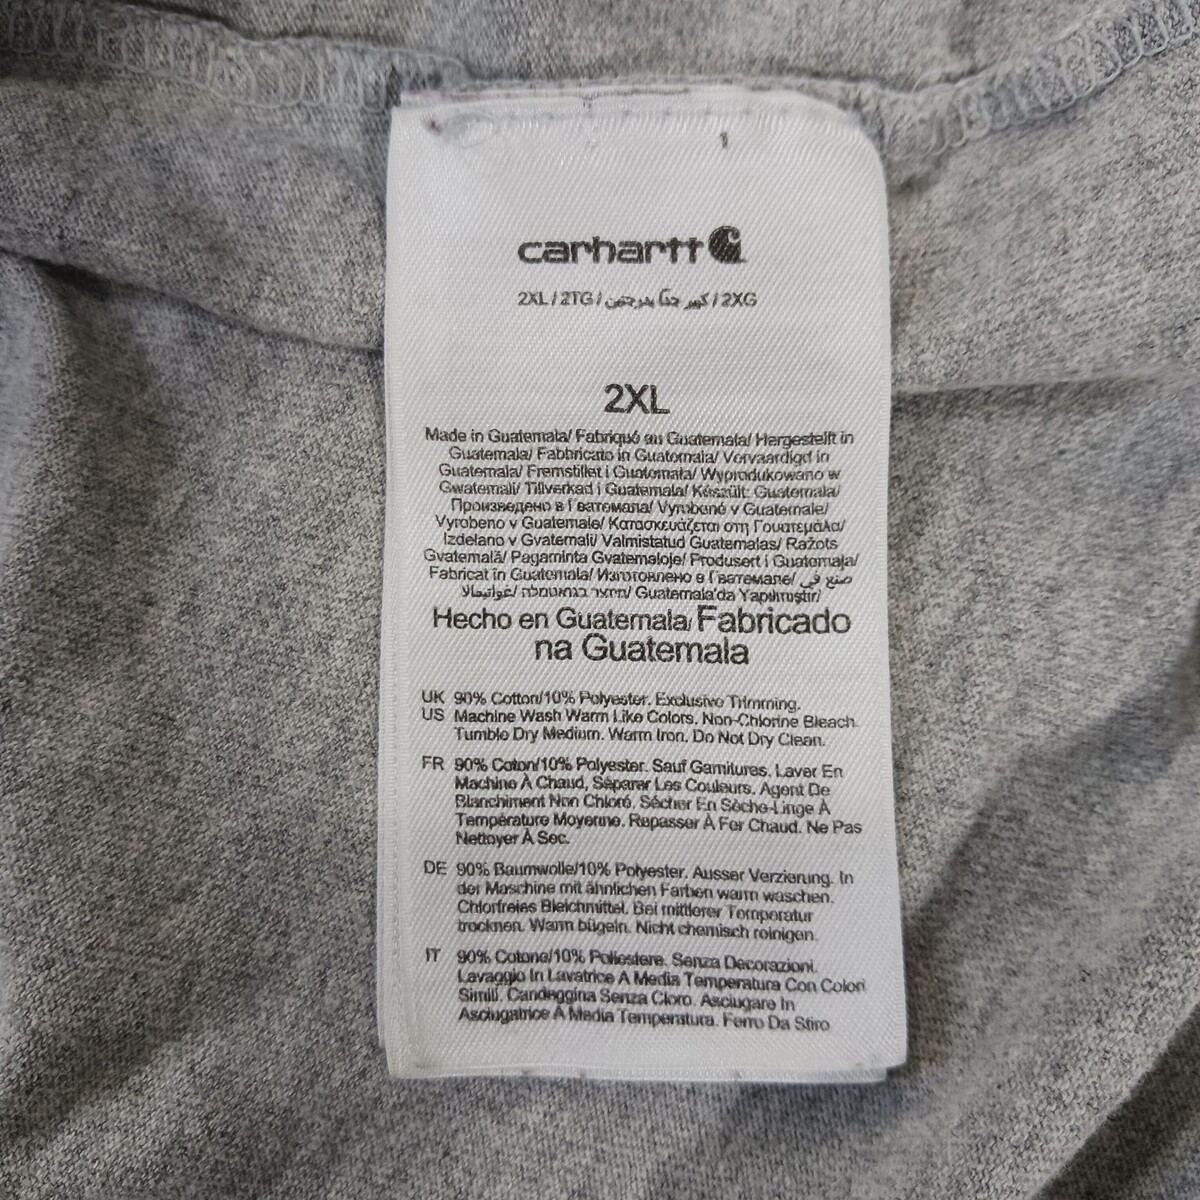 1
carhartt
2XL / 2TG / كبير جدًا بدرجتين / 2XG
2XL
Made in Guatemala/ Fabriqué au Guatemala/ Hergestellt in
Guatemala/ Fabbricato in Guatemala/ Vervaardigd in
Guatemala/ Fremstillet i Guatemala/ Wyprodukowano w
Gwatemali/ Tillverkad i Guatemala/ Készült: Guatemala/
Произведено в Гватемала/ Vyrobené v Guatemale/
Vyrobeno v Guatemale/ Κατασκευάζεται στη Γουατεμάλα/
Izdelano v Gvatemali/ Valmistatud Guatemalas/ Ražots
Gvatemalā/ Pagaminta Gvatemaloje/ Produsert i Guatemala/
Fabricat în Guatemala/ Изготовлено в Гватемале/ صنع في
غواتيمالا/ מיוצר בגואטמלה/ Guatemala'da Yapılmıştır/
Hecho en Guatemala/ Fabricado
na Guatemala
UK 90% Cotton/10% Polyester. Exclusive Trimming.
US Machine Wash Warm Like Colors. Non-Chlorine Bleach.
Tumble Dry Medium. Warm Iron. Do Not Dry Clean.
FR 90% Coton/10% Polyester. Sauf Garnitures. Laver En
Machine À Chaud, Séparer Les Couleurs. Agent De
Blanchiment Non Chloré. Sécher En Sèche-Linge À
Température Moyenne. Repasser À Fer Chaud. Ne Pas
Nettoyer À Sec.
DE 90% Baumwolle/10% Polyester. Ausser Verzierung. In
der Maschine mit ähnlichen Farben warm waschen.
Chlorfreies Bleichmittel. Bei mittlerer Temperatur
trocknen. Warm bügeln. Nicht chemisch reinigen.
IT 90% Cotone/10% Poliestere. Senza Decorazioni.
Lavaggio In Lavatrice A Media Temperatura Con Colori
Simili. Candeggina Senza Cloro. Asciugare In
Asciugatrice A Media Temperatura. Ferro Da Stiro